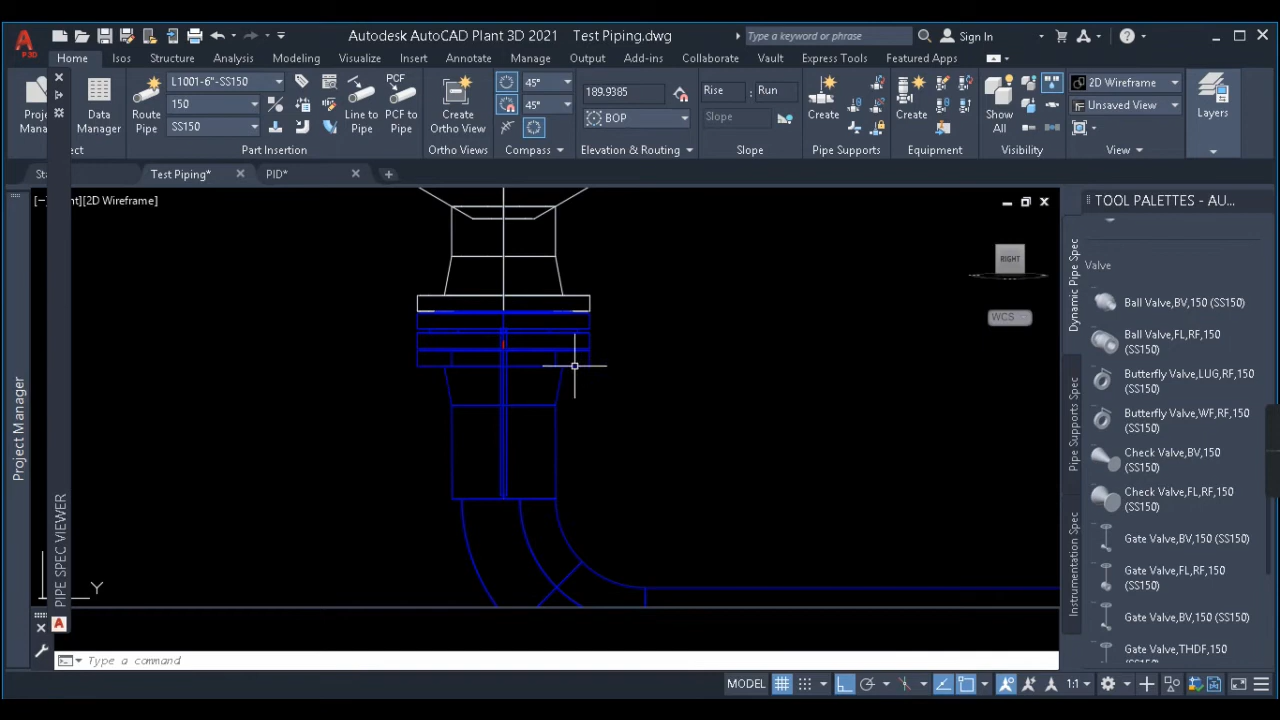 Autodesk AutoCAD Plant 3D 2021 Test Piping.dwg
Type a keyword or phrase
Sign In
P3D
Home Isos Structure Analysis Modeling Visualize Insert Annotate Manage Output Add-ins Collaborate Vault Express Tools Featured Apps
L1001-6"-SS150
150
SS150
Data
Manager
Route
Pipe
Line to
Pipe
PCF to
Pipe
PCF
Part Insertion
Create
Ortho View
Ortho Views
45°
45°
Compass
189.9385
BOP
Elevation & Routing
Rise : Run
Slope
Slope
Create
Pipe Supports
Create
Equipment
Show
All
Visibility
2D Wireframe
Unsaved View
View
Layers
Test Piping*
PID*
[2D Wireframe]
RIGHT
WCS
Y
Project Manager
PIPE SPEC VIEWER
Type a command
MODEL
1:1
TOOL PALETTES - AU...
Dynamic Pipe Spec
Pipe Supports Spec
Instrumentation Spec
Valve
Ball Valve,BV,150 (SS150)
Ball Valve,FL,RF,150
(SS150)
Butterfly Valve,LUG,RF,150
(SS150)
Butterfly Valve,WF,RF,150
(SS150)
Check Valve,BV,150
(SS150)
Check Valve,FL,RF,150
(SS150)
Gate Valve,BV,150 (SS150)
Gate Valve,FL,RF,150
(SS150)
Gate Valve,BV,150 (SS150)
Gate Valve,THDF,150